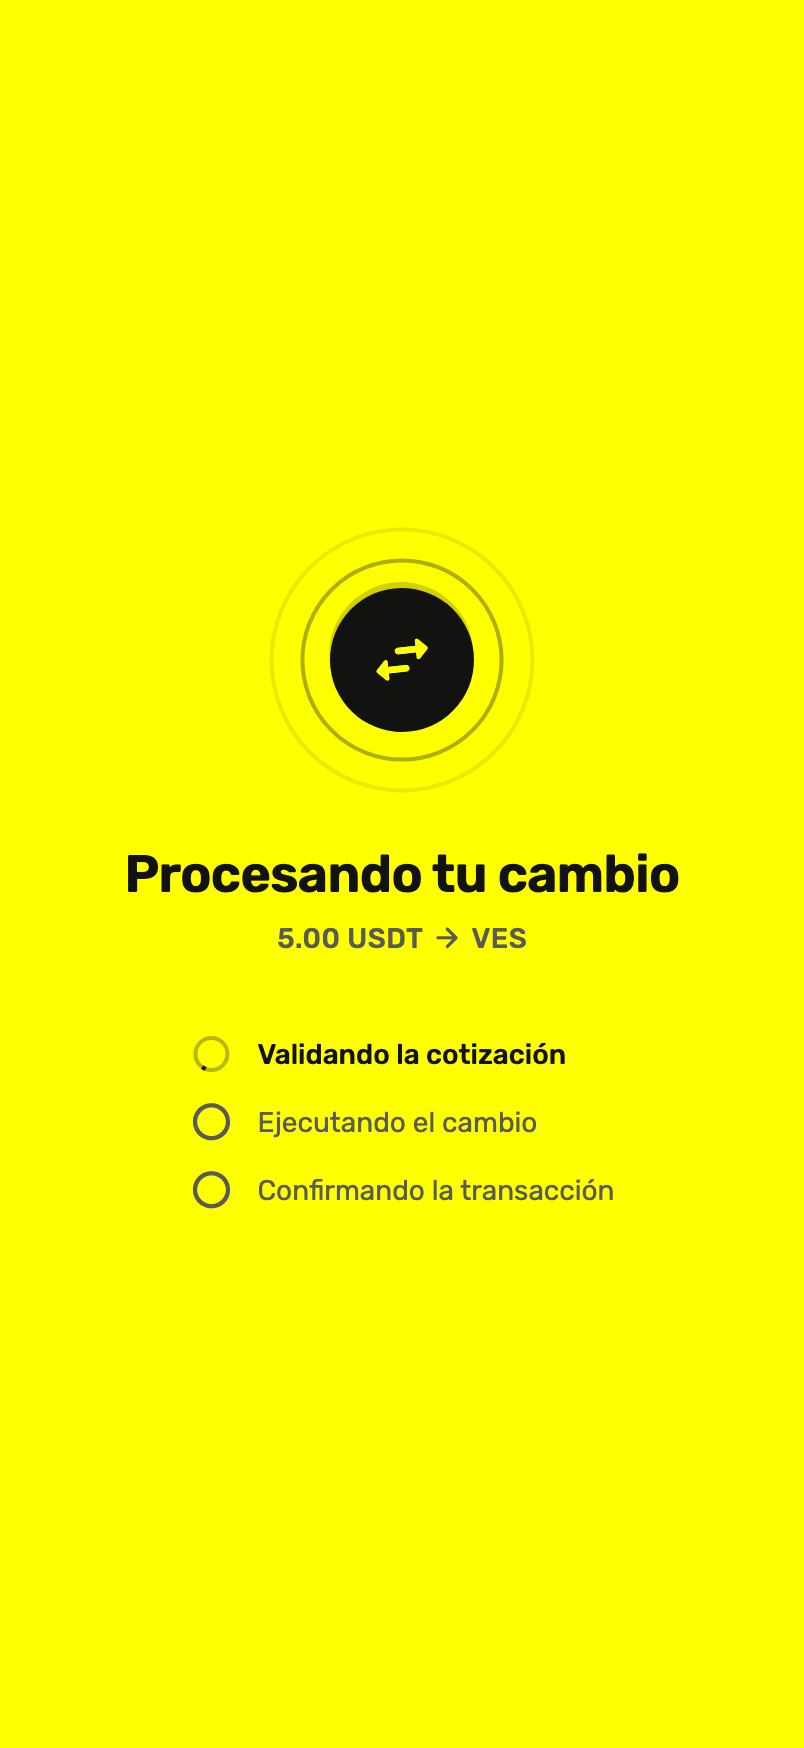 Procesando tu cambio
5.00 USDT → VES
Validando la cotización
Ejecutando el cambio
Confirmando la transacción